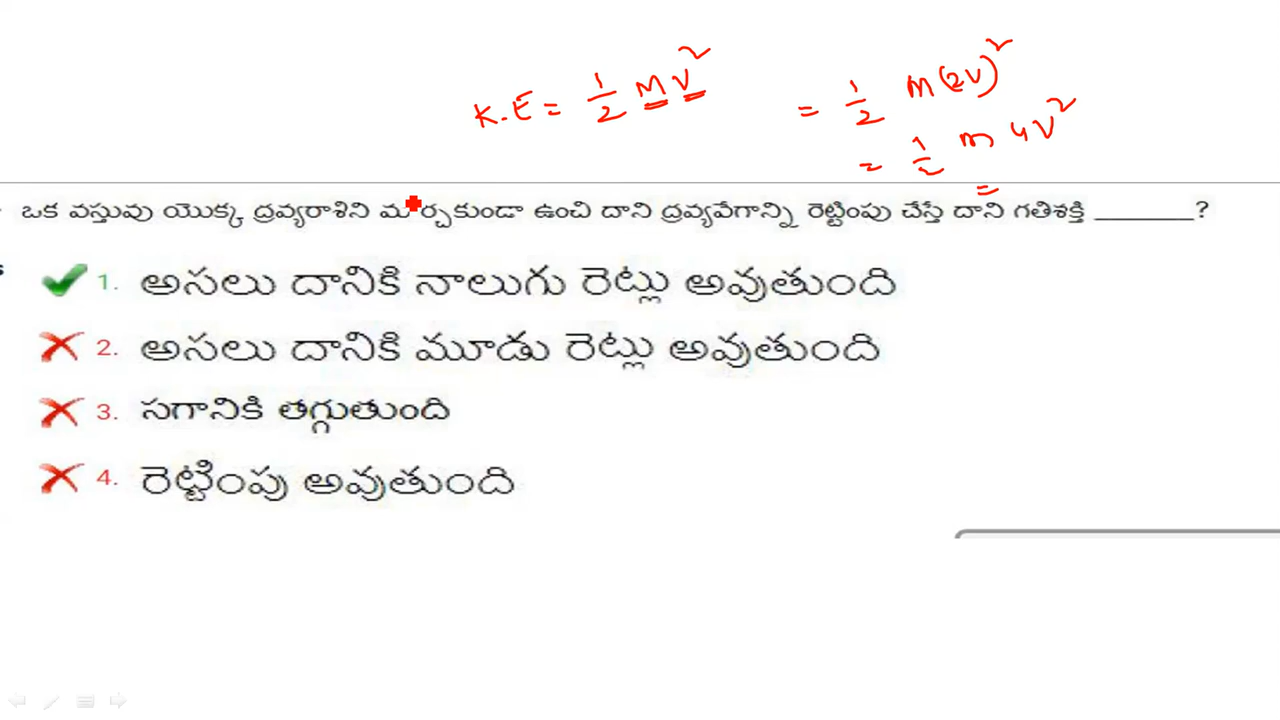 K.E = 1/2 M V² = 1/2 m(2V)²
= 1/2 m 4V²
ఒక వస్తువు యొక్క ద్రవ్యరాశిని మార్చకుండా ఉంచి దాని ద్రవ్యవేగాన్ని రెట్టింపు చేస్తే దాని గతిశక్తి ________?
1. అసలు దానికి నాలుగు రెట్లు అవుతుంది
2. అసలు దానికి మూడు రెట్లు అవుతుంది
3. సగానికి తగ్గుతుంది
4. రెట్టింపు అవుతుంది